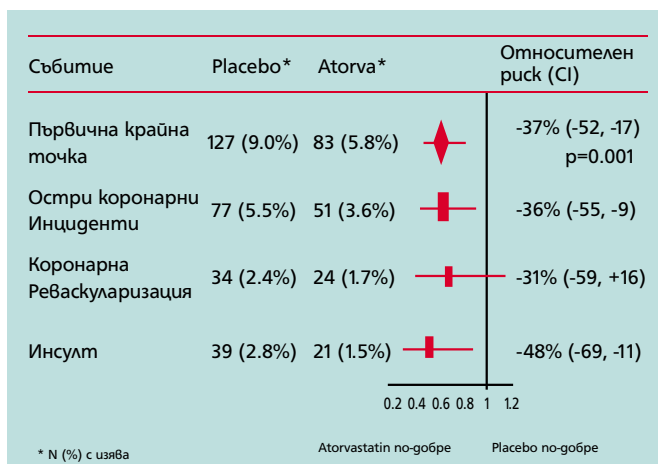 Събитие Placebo* Atorva* Относителен
риск (CI)
Първична крайна
точка 127 (9.0%) 83 (5.8%) -37% (-52, -17)
p=0.001
Остри коронарни
Инциденти 77 (5.5%) 51 (3.6%) -36% (-55, -9)
Коронарна
Реваскуларизация 34 (2.4%) 24 (1.7%) -31% (-59, +16)
Инсулт 39 (2.8%) 21 (1.5%) -48% (-69, -11)
0.2 0.4 0.6 0.8 1 1.2
* N (%) с изява Atorvastatin по-добре Placebo по-добре